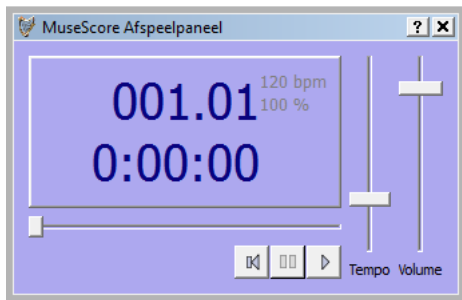 MuseScore Afspeelpaneel
001.01
120 bpm
100 %
0:00:00
Tempo Volume